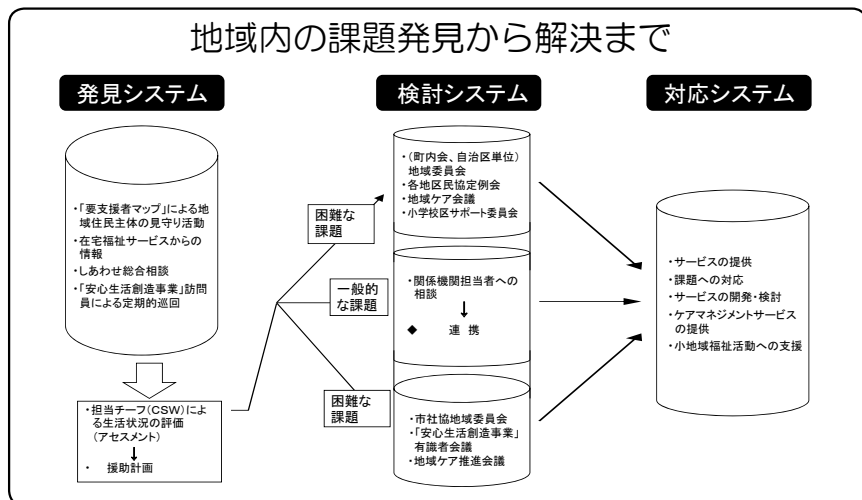 地域内の課題発見から解決まで
発見システム
・「要支援者マップ」による地
域住民主体の見守り活動
・在宅福祉サービスからの
情報
・しあわせ総合相談
・「安心生活創造事業」訪問
員による定期的巡回
・担当チーフ(CSW)によ
る生活状況の評価
(アセスメント)
・ 援助計画
困難な
課題
一般的
な課題
困難な
課題
検討システム
・(町内会、自治区単位)
地域委員会
・各地区民協定例会
・地域ケア会議
・小学校区サポート委員会
・関係機関担当者への
相談
◆ 連 携
・市社協地域委員会
・「安心生活創造事業」
有識者会議
・地域ケア推進会議
対応システム
・サービスの提供
・課題への対応
・サービスの開発・検討
・ケアマネジメントサービス
の提供
・小地域福祉活動への支援